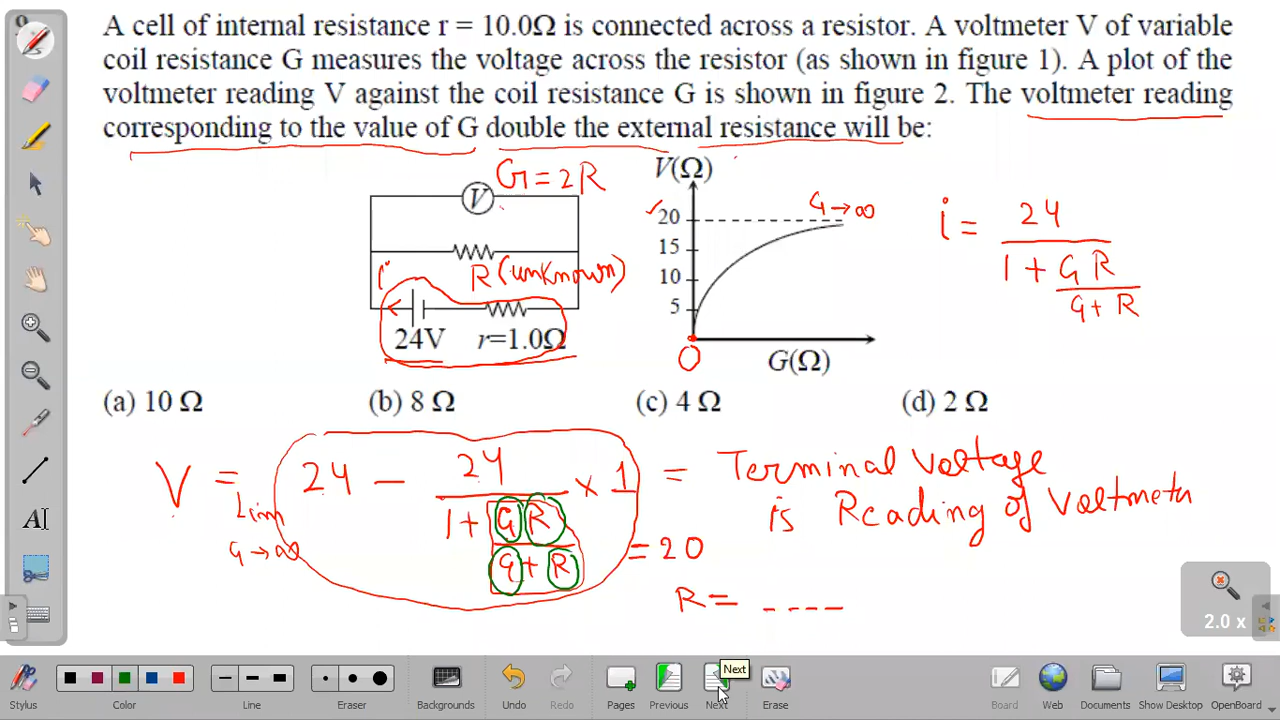 A cell of internal resistance r = 10.0Ω is connected across a resistor. A voltmeter V of variable
coil resistance G measures the voltage across the resistor (as shown in figure 1). A plot of the
voltmeter reading V against the coil resistance G is shown in figure 2. The voltmeter reading
corresponding to the value of G double the external resistance will be:
V G = 2R
R (unknown)
i
24V r=1.0Ω
V(Ω)
20
15
10
5
G → ∞
O
G(Ω)
i = 24
1 + G R
G + R
(a) 10 Ω (b) 8 Ω (c) 4 Ω (d) 2 Ω
V = Lim 24 − 24 × 1 = Terminal Voltage
G → ∞ 1 + G R is Reading of Voltmeter
G + R = 20
R = ----
2.0 x
Next
Stylus Color Line Eraser Backgrounds Undo Redo Pages Previous Next Erase Board Web Documents Show Desktop OpenBoard